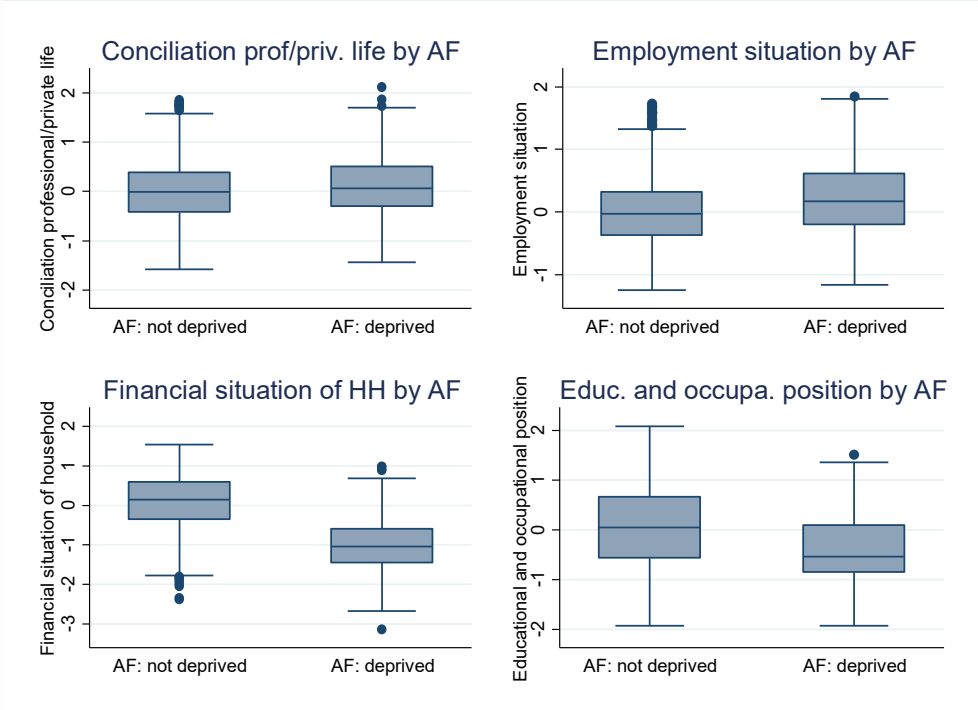 Conciliation prof/priv. life by AF
Conciliation professional/private life
2
1
0
-1
-2
AF: not deprived
AF: deprived
Employment situation by AF
Employment situation
2
1
0
-1
AF: not deprived
AF: deprived
Financial situation of HH by AF
Financial situation of household
2
1
0
-1
-2
-3
AF: not deprived
AF: deprived
Educ. and occupa. position by AF
Educational and occupational position
2
1
0
-1
-2
AF: not deprived
AF: deprived